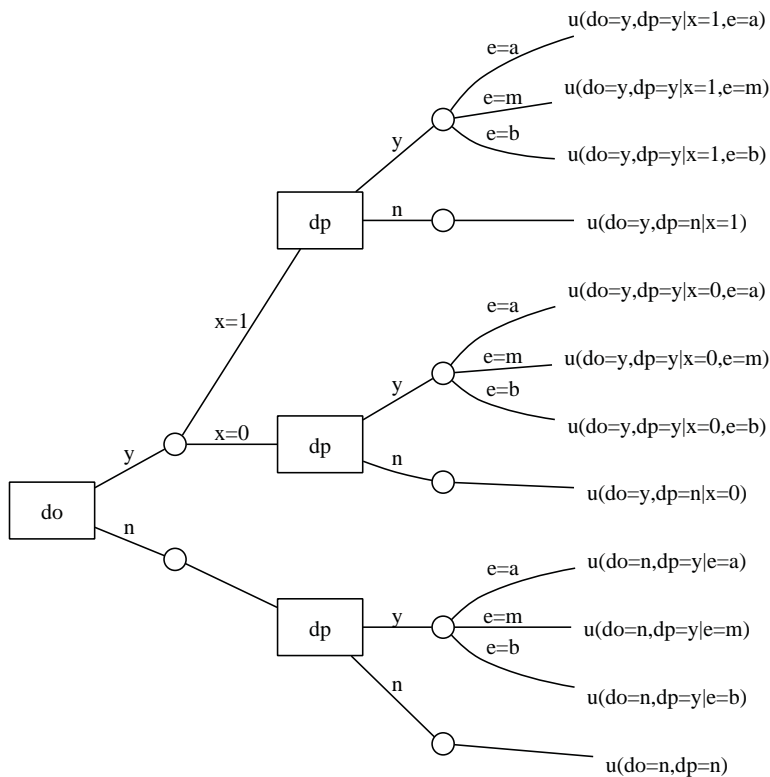 u(do=y,dp=y|x=1,e=a)
e=a
u(do=y,dp=y|x=1,e=m)
e=m
e=b
y
u(do=y,dp=y|x=1,e=b)
dp
n
u(do=y,dp=n|x=1)
u(do=y,dp=y|x=0,e=a)
e=a
x=1
e=m
u(do=y,dp=y|x=0,e=m)
y
e=b
u(do=y,dp=y|x=0,e=b)
x=0
dp
y
n
u(do=y,dp=n|x=0)
do
n
e=a
u(do=n,dp=y|e=a)
dp
y
e=m
u(do=n,dp=y|e=m)
e=b
n
u(do=n,dp=y|e=b)
u(do=n,dp=n)